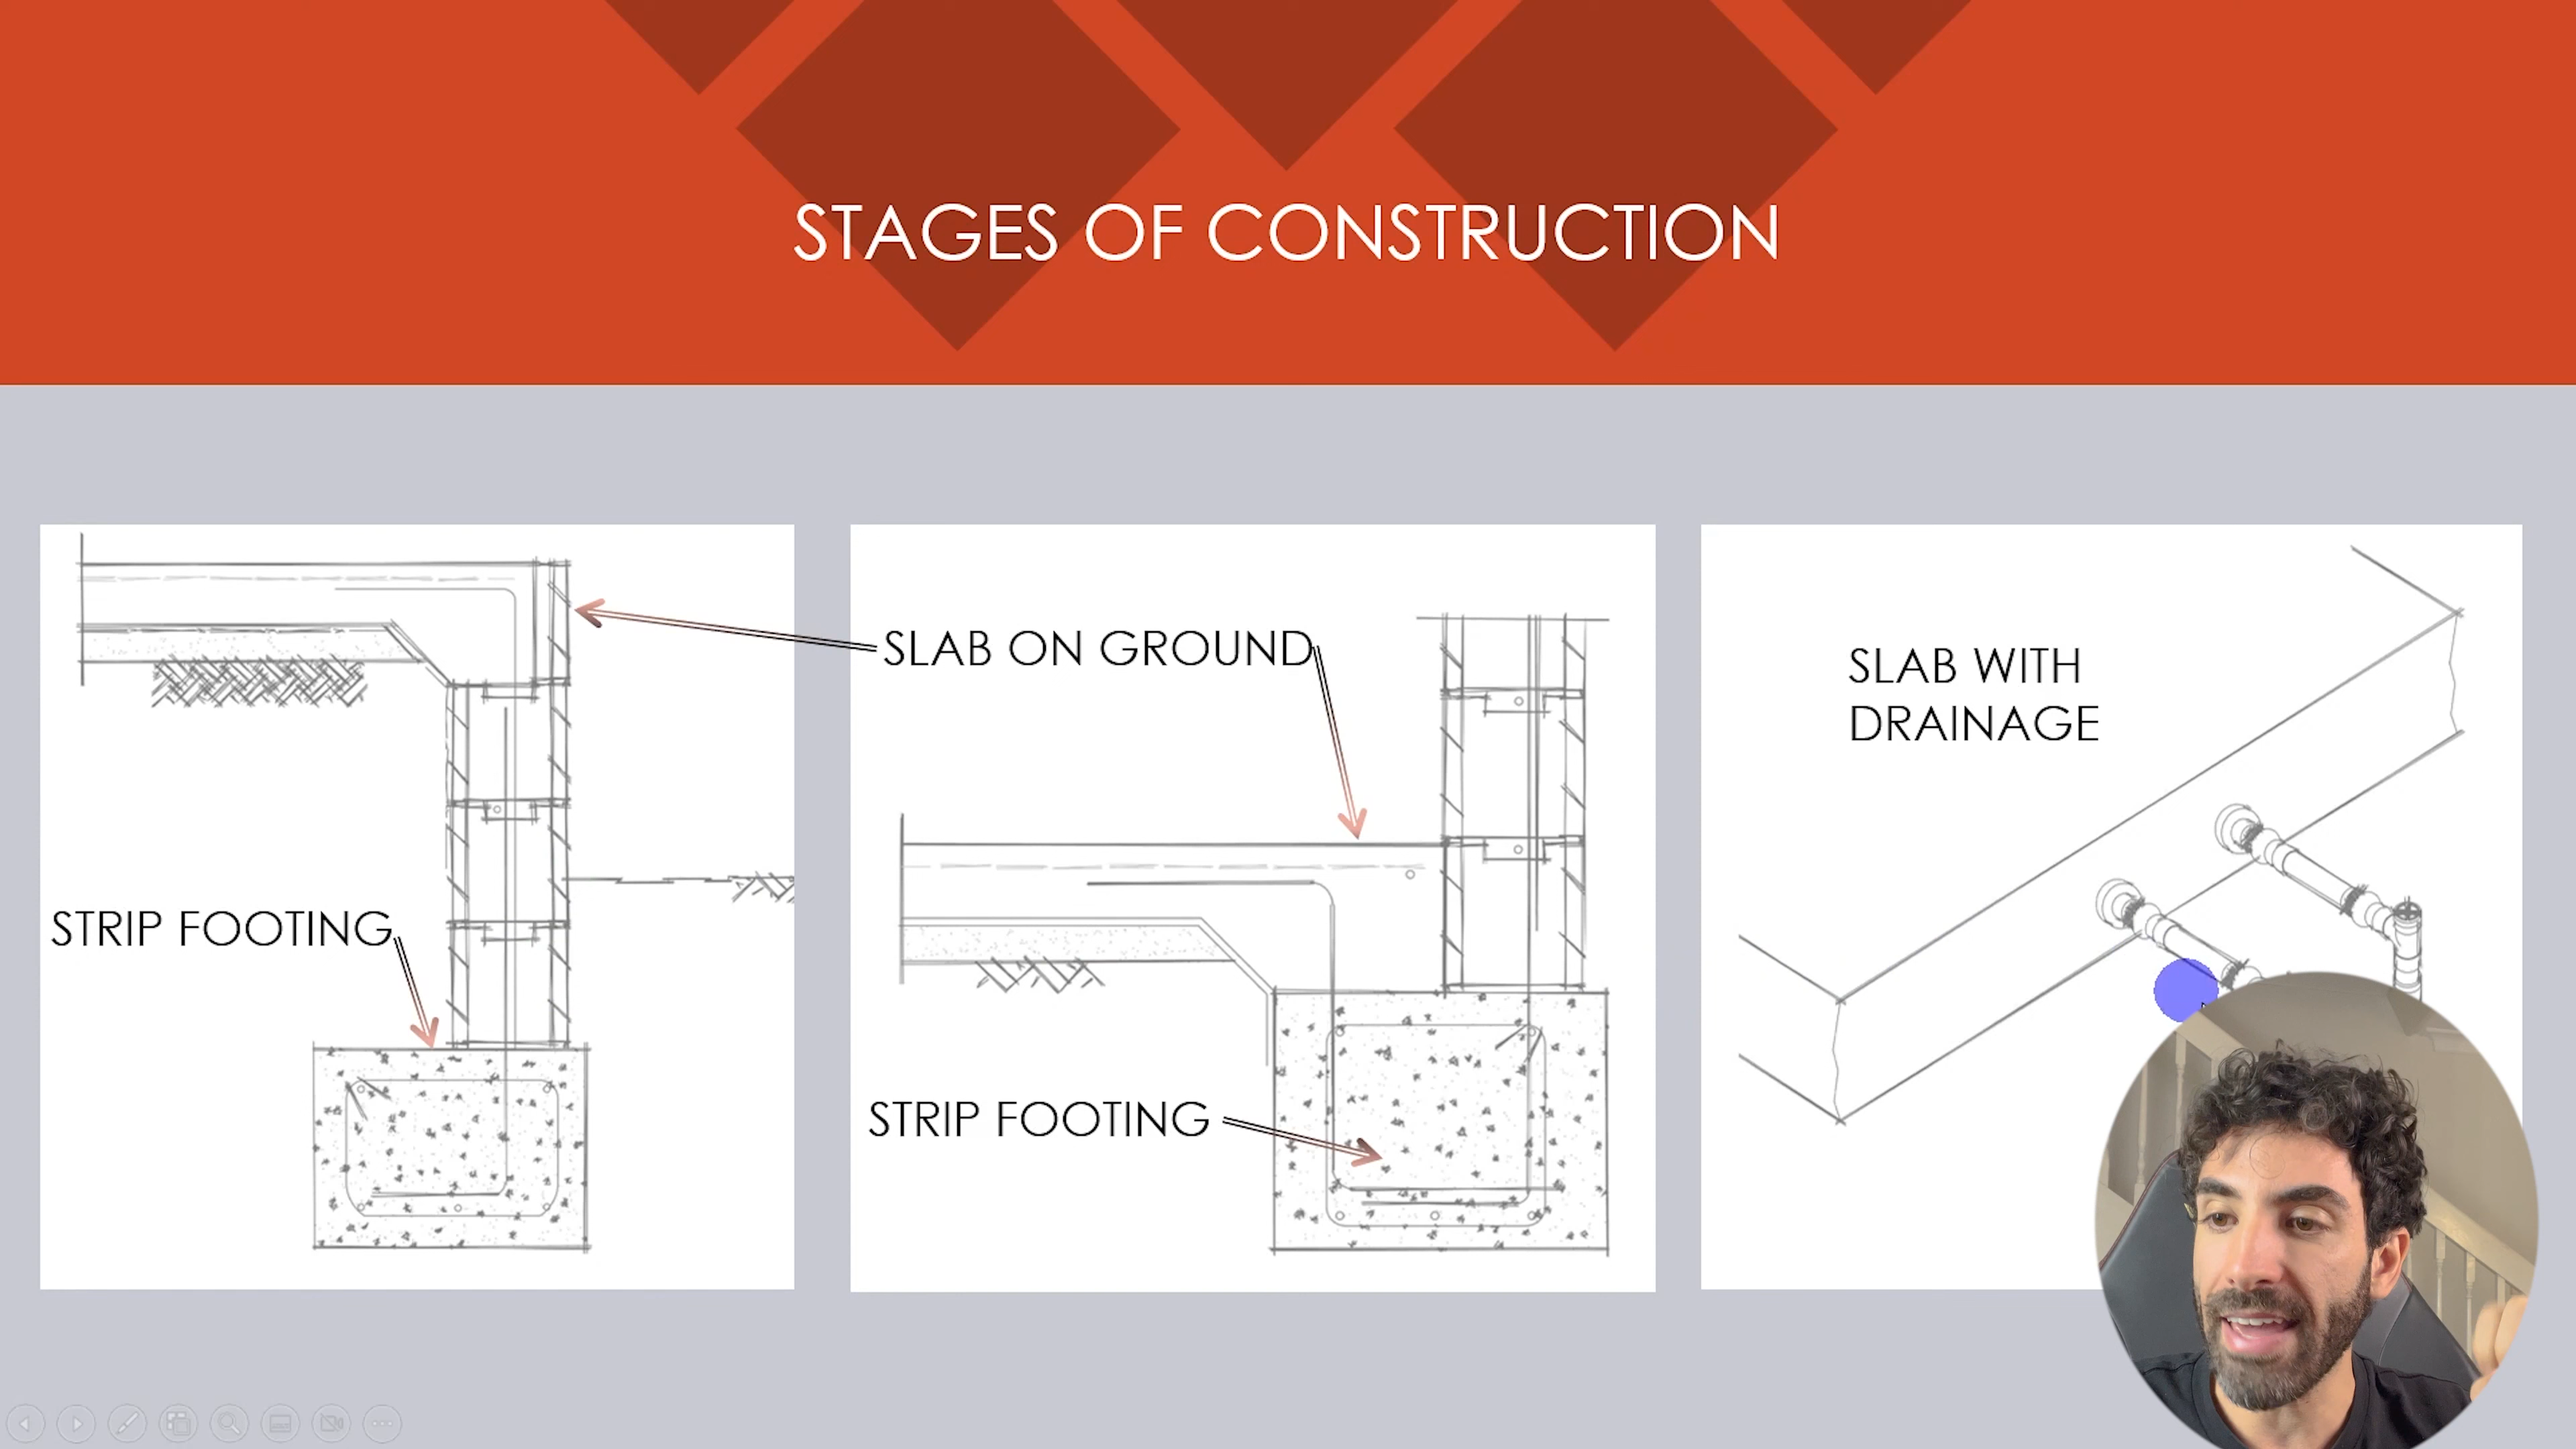 STAGES OF CONSTRUCTION
SLAB ON GROUND
STRIP FOOTING
STRIP FOOTING
SLAB WITH
DRAINAGE